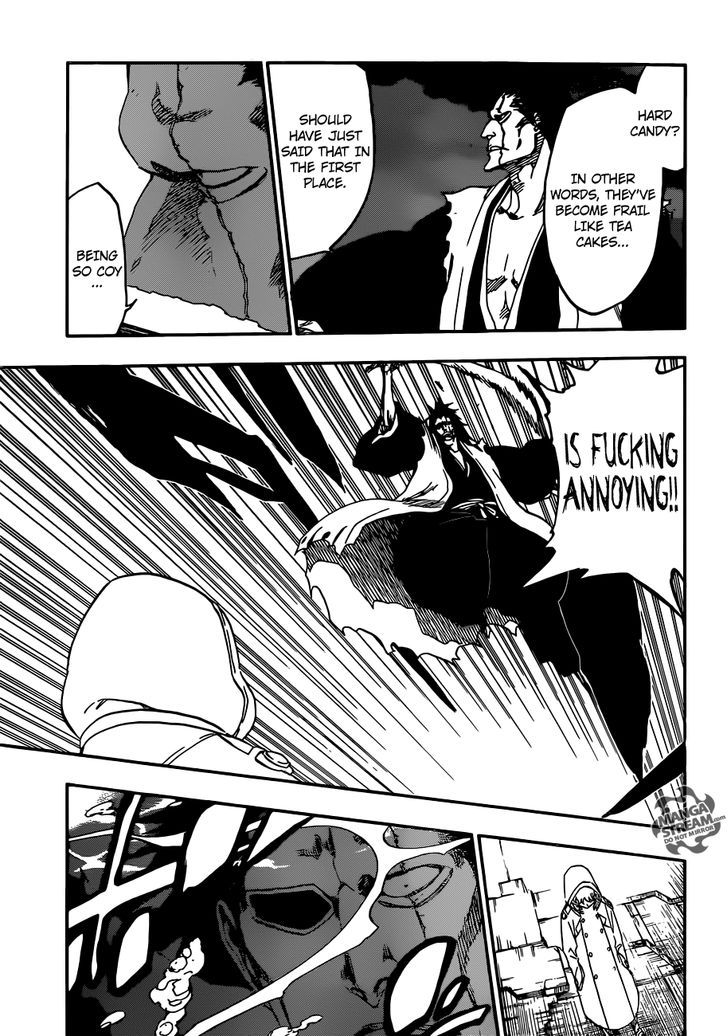 HARD
CANDY?
IN OTHER
WORDS, THEY'VE
BECOME FRAIL
LIKE TEA
CAKES...
SHOULD
HAVE JUST
SAID THAT IN
THE FIRST
PLACE.
BEING
SO COY
...
IS FUCKING
ANNOYING!!
MANGA
STREAM.COM
DO NOT MIRROR!